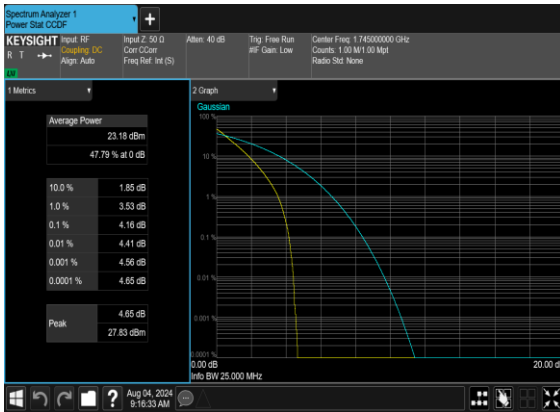 Spectrum Analyzer 1
Power Stat CCDF
KEYSIGHT
R T
LXI
Input: RF
Coupling: DC
Align: Auto
Input Z: 50 Ω
Corr CCorr
Freq Ref: Int (S)
Atten: 40 dB
Trig: Free Run
#IF Gain: Low
Center Freq: 1.745000000 GHz
Counts: 1.00 M/1.00 Mpt
Radio Std: None
1 Metrics
Average Power
23.18 dBm
47.79 % at 0 dB
10.0 % 1.85 dB
1.0 % 3.53 dB
0.1 % 4.16 dB
0.01 % 4.41 dB
0.001 % 4.56 dB
0.0001 % 4.65 dB
Peak
4.65 dB
27.83 dBm
2 Graph
Gaussian
100 %
10 %
1 %
0.1 %
0.01 %
0.001 %
0.0001 %
0.00 dB
20.00 d
Info BW 25.000 MHz
Aug 04, 2024
9:16:33 AM